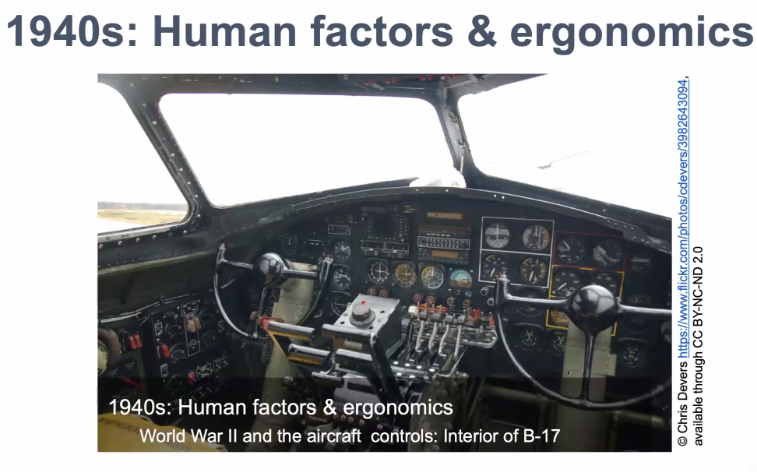 1940s: Human factors & ergonomics
1940s: Human factors & ergonomics
World War II and the aircraft controls: Interior of B-17
© Chris Devers https://www.flickr.com/photos/cdevers/3982643094,
available through CC BY-NC-ND 2.0